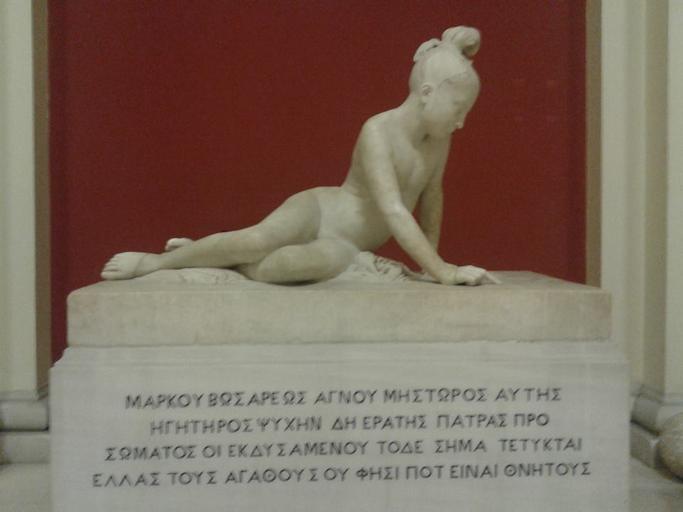 ΜΑΡΚΟΥ ΒΩΣΑΡΕΩΣ ΑΓΝΟΥ ΜΗΣΤΩΡΟΣ ΑΥΤΗΣ
ΗΓΗΤΗΡΟΣ ΨΥΧΗΝ ΔΗ ΕΡΑΤΗΣ ΠΑΤΡΑΣ ΠΡΟ
ΣΩΜΑΤΟΣ ΟΙ ΕΚΔΥΣΑΜΕΝΟΥ ΤΟΔΕ ΣΗΜΑ ΤΕΤΥΚΤΑΙ
ΕΛΛΑΣ ΤΟΥΣ ΑΓΑΘΟΥΣ ΟΥ ΦΗΣΙ ΠΟΤ ΕΙΝΑΙ ΘΝΗΤΟΥΣ